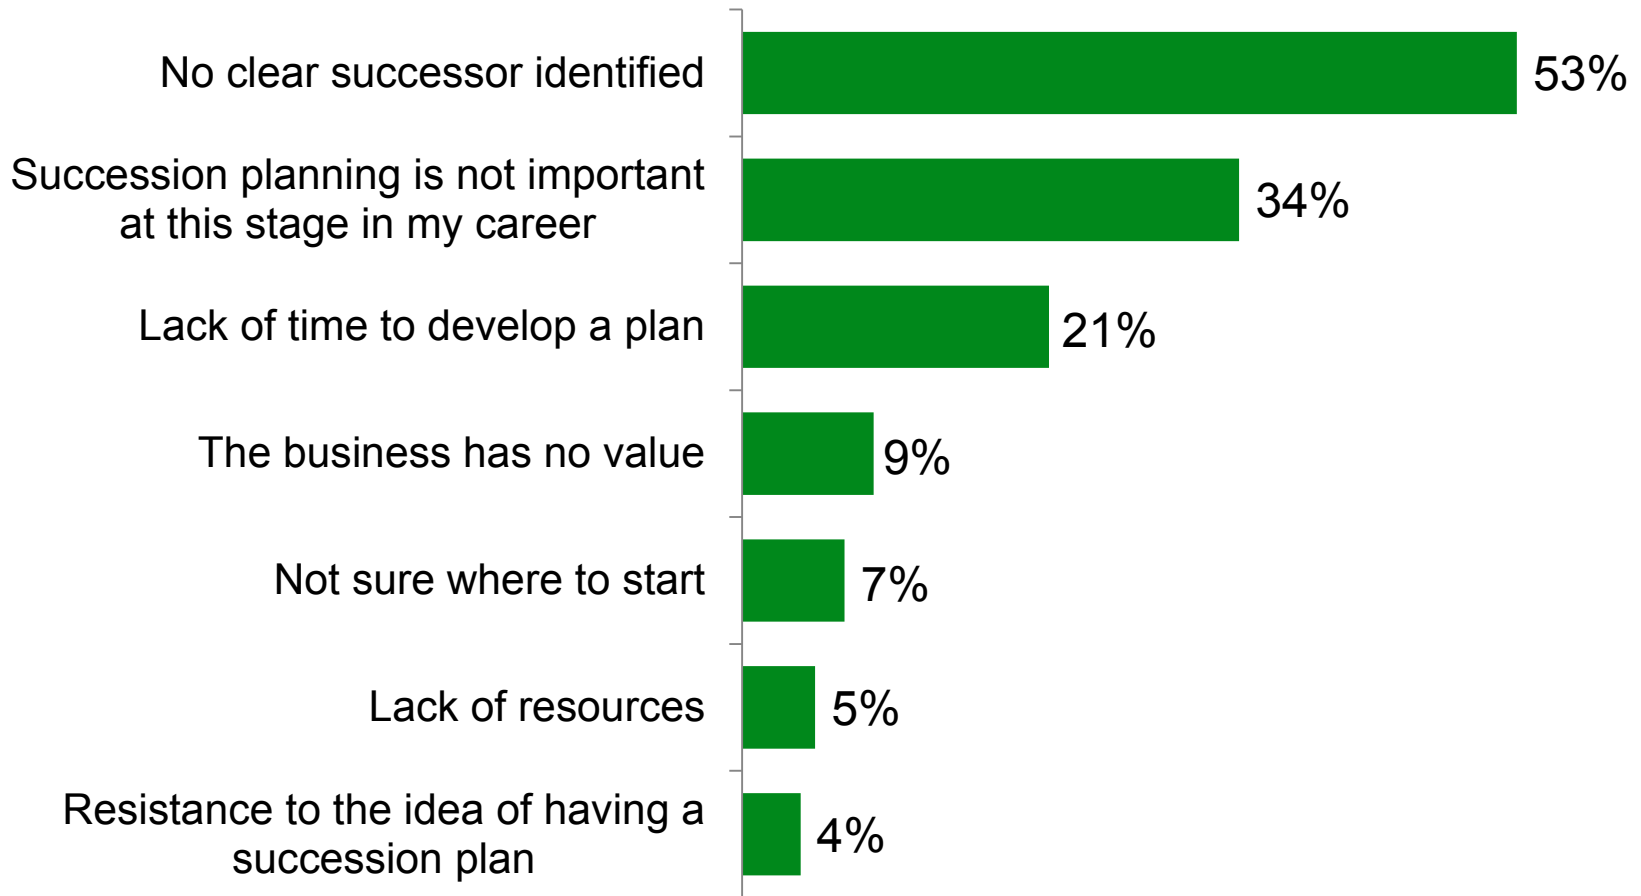 No clear successor identified
53%
Succession planning is not important
at this stage in my career
34%
Lack of time to develop a plan
21%
The business has no value
9%
Not sure where to start
7%
Lack of resources
5%
Resistance to the idea of having a
succession plan
4%